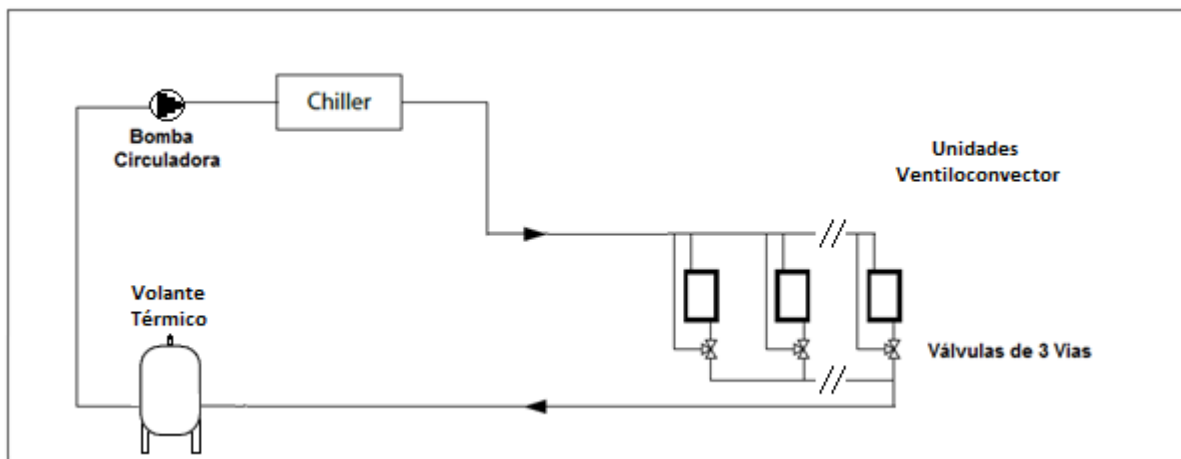 Chiller
Bomba
Circuladora
Unidades
Ventiloconvector
Volante
Térmico
Válvulas de 3 Vias